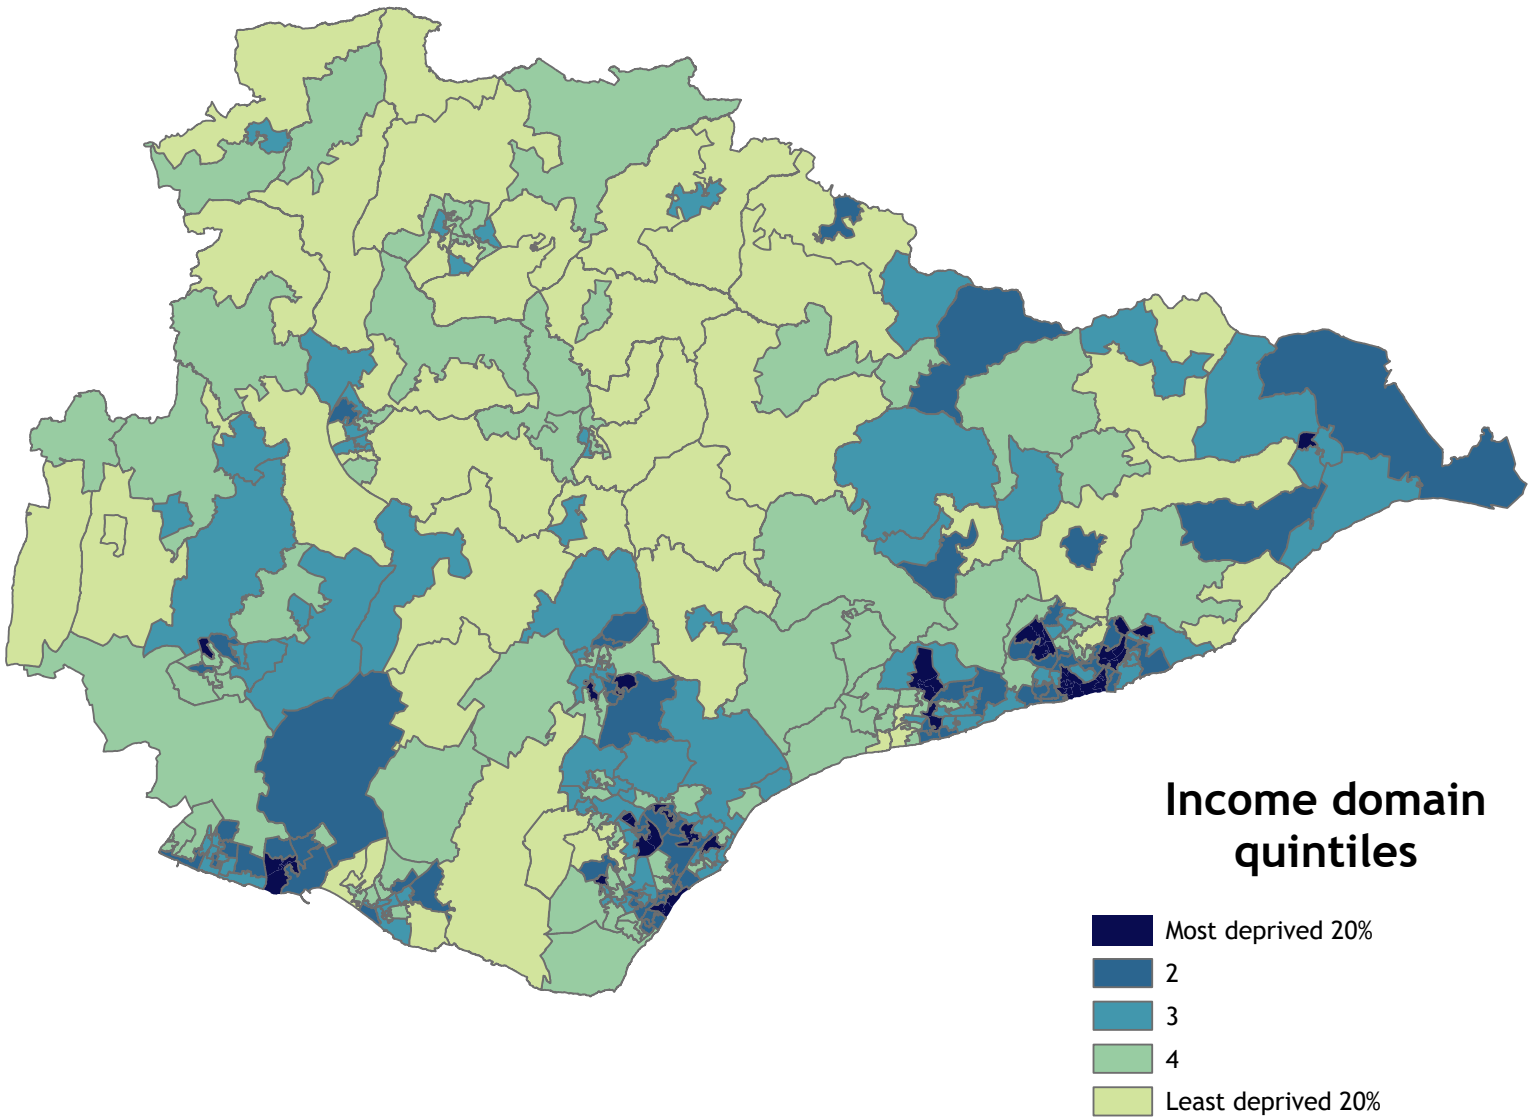 Income domain
quintiles
Most deprived 20%
2
3
4
Least deprived 20%